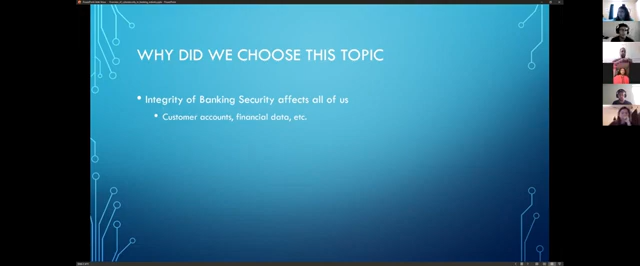 WHY DID WE CHOOSE THIS TOPIC
* Integrity of Banking Security affects all of us
* Customer accounts, financial data, etc.